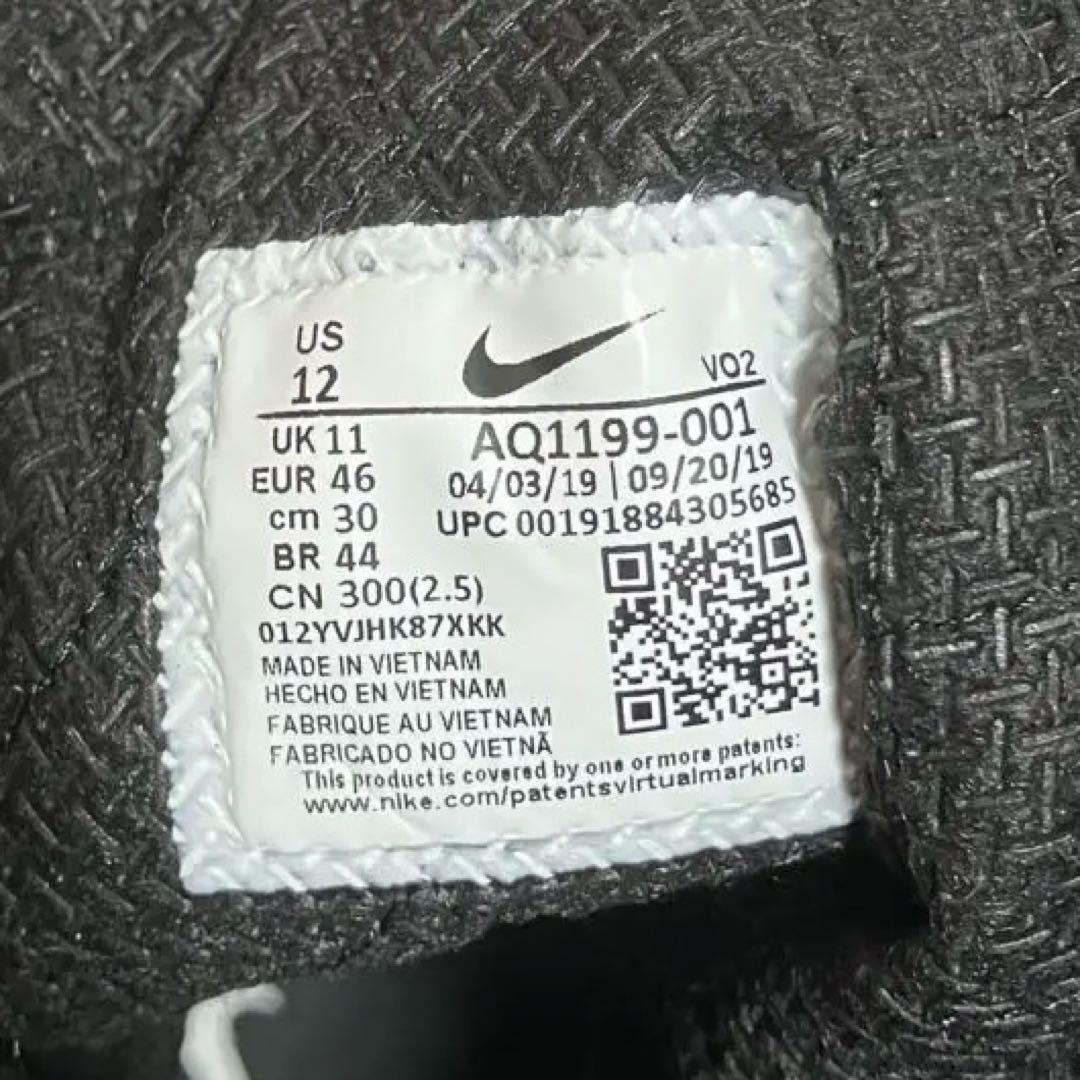 US
12
VO2
UK 11
EUR 46
cm 30
BR 44
CN 300(2.5)
AQ1199-001
04/03/19 | 09/20/19
UPC 00191884305685
012YVJHK87XKK
MADE IN VIETNAM
HECHO EN VIETNAM
FABRIQUE AU VIETNAM
FABRICADO NO VIETNÃ
This product is covered by one or more patents:
www.nike.com/patentsvirtualmarking